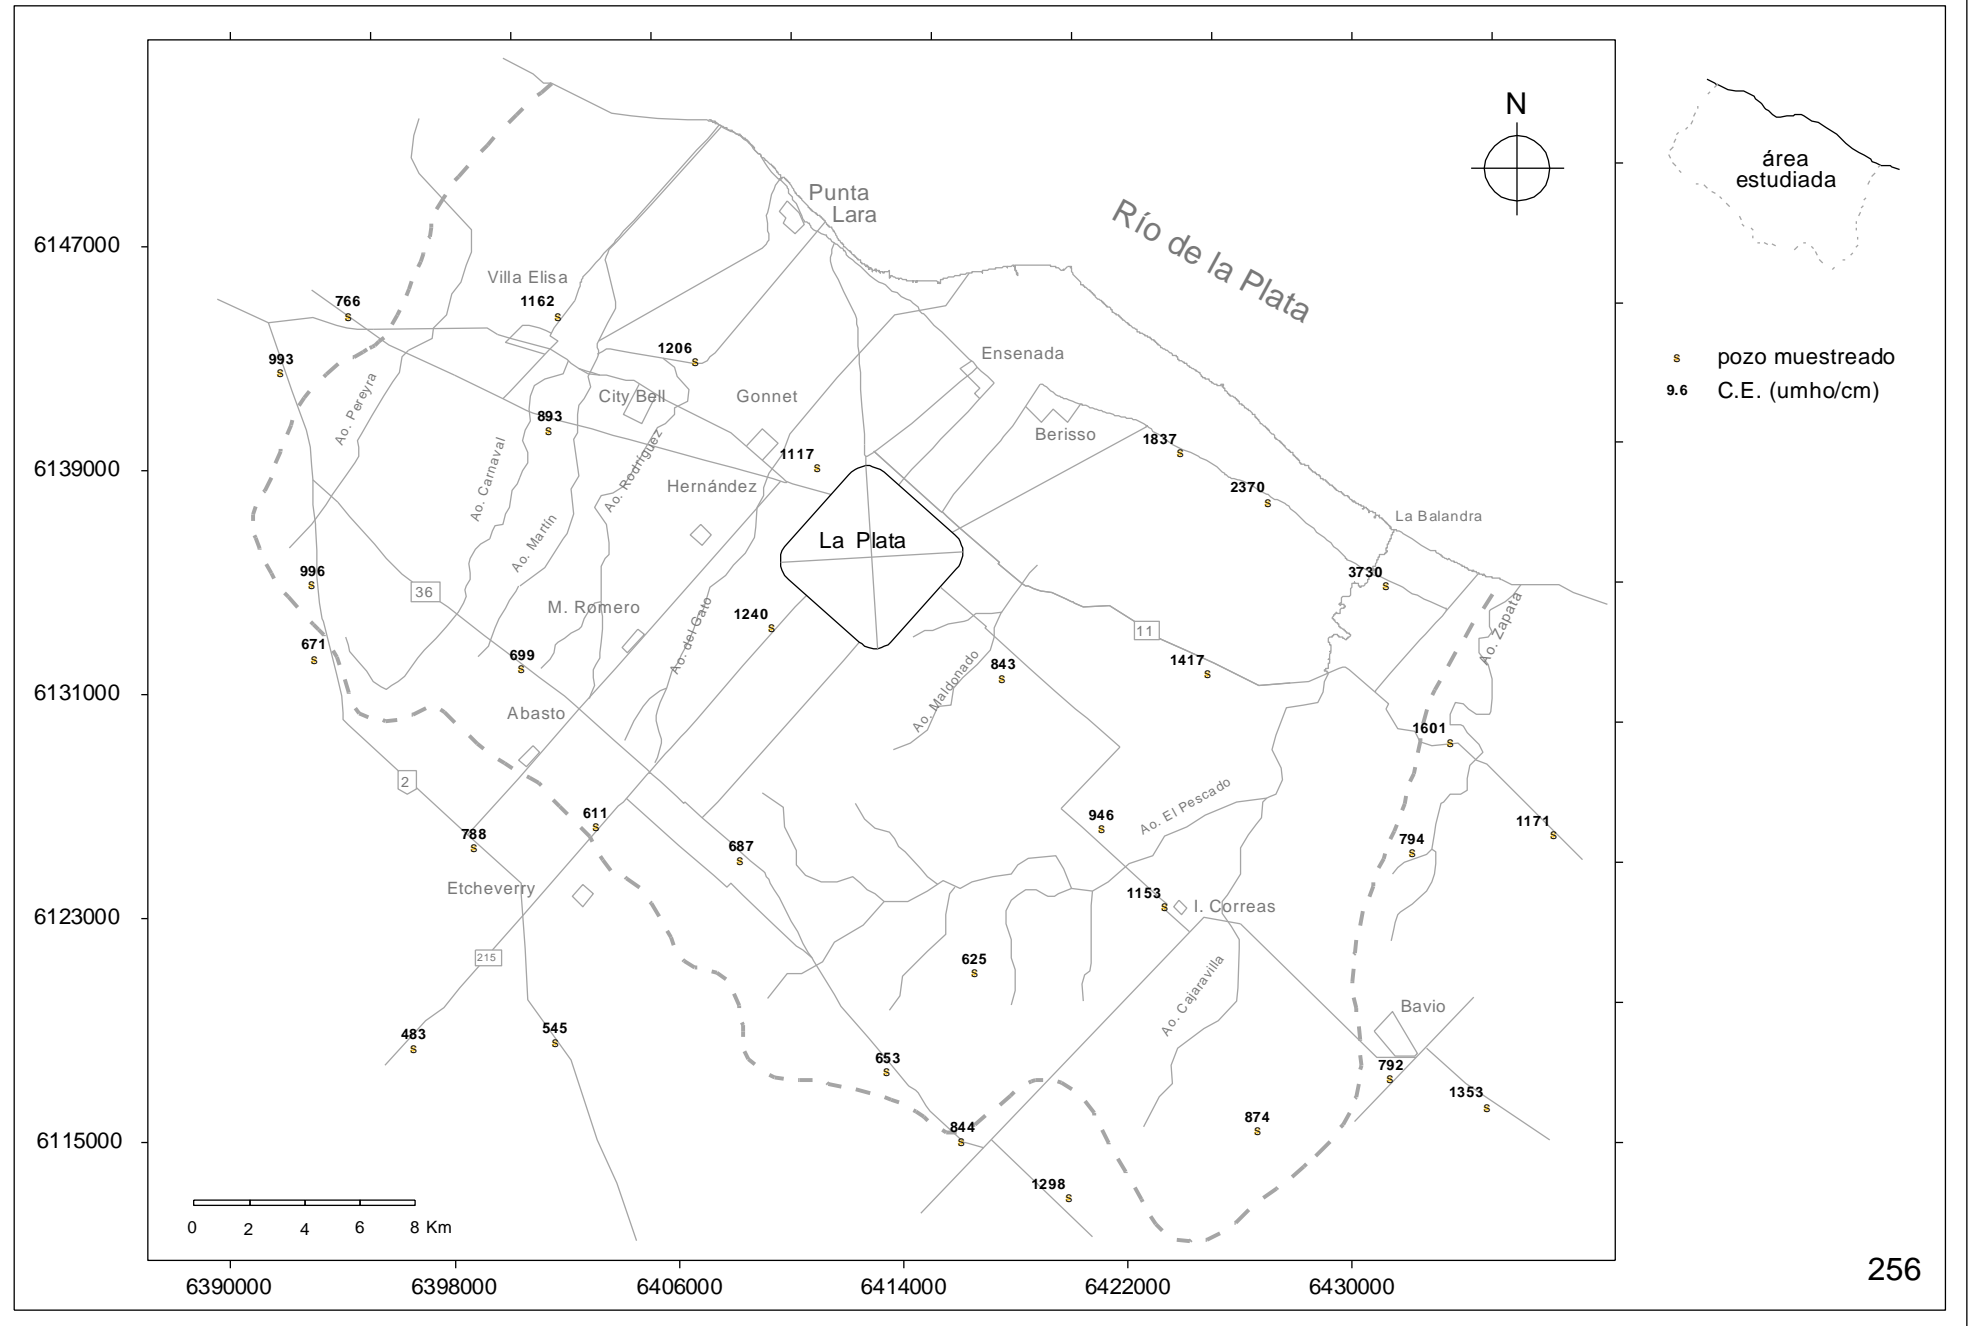 N
Punta
Lara
Río de la Plata
área
estudiada
6147000
Villa Elisa
766
1162
993
1206
Ensenada
s pozo muestreado
9.6 C.E. (umho/cm)
Ao. Pereyra
City Bell
Gonnet
893
Berisso
1837
6139000
1117
Ao. Carnaval
Ao. Rodríguez
Hernández
2370
La Balandra
Ao. Martín
La Plata
996
36
3730
M. Romero
1240
Ao. del Gato
11
Ao. Zapata
671
699
843
1417
Ao. Maldonado
6131000
Abasto
1601
2
611
946
Ao. El Pescado
1171
788
687
794
Etcheverry
1153
I. Correas
6123000
215
625
Ao. Cajaravilla
Bavio
483
545
653
792
1353
874
844
6115000
1298
0 2 4 6 8 Km
256
6390000 6398000 6406000 6414000 6422000 6430000